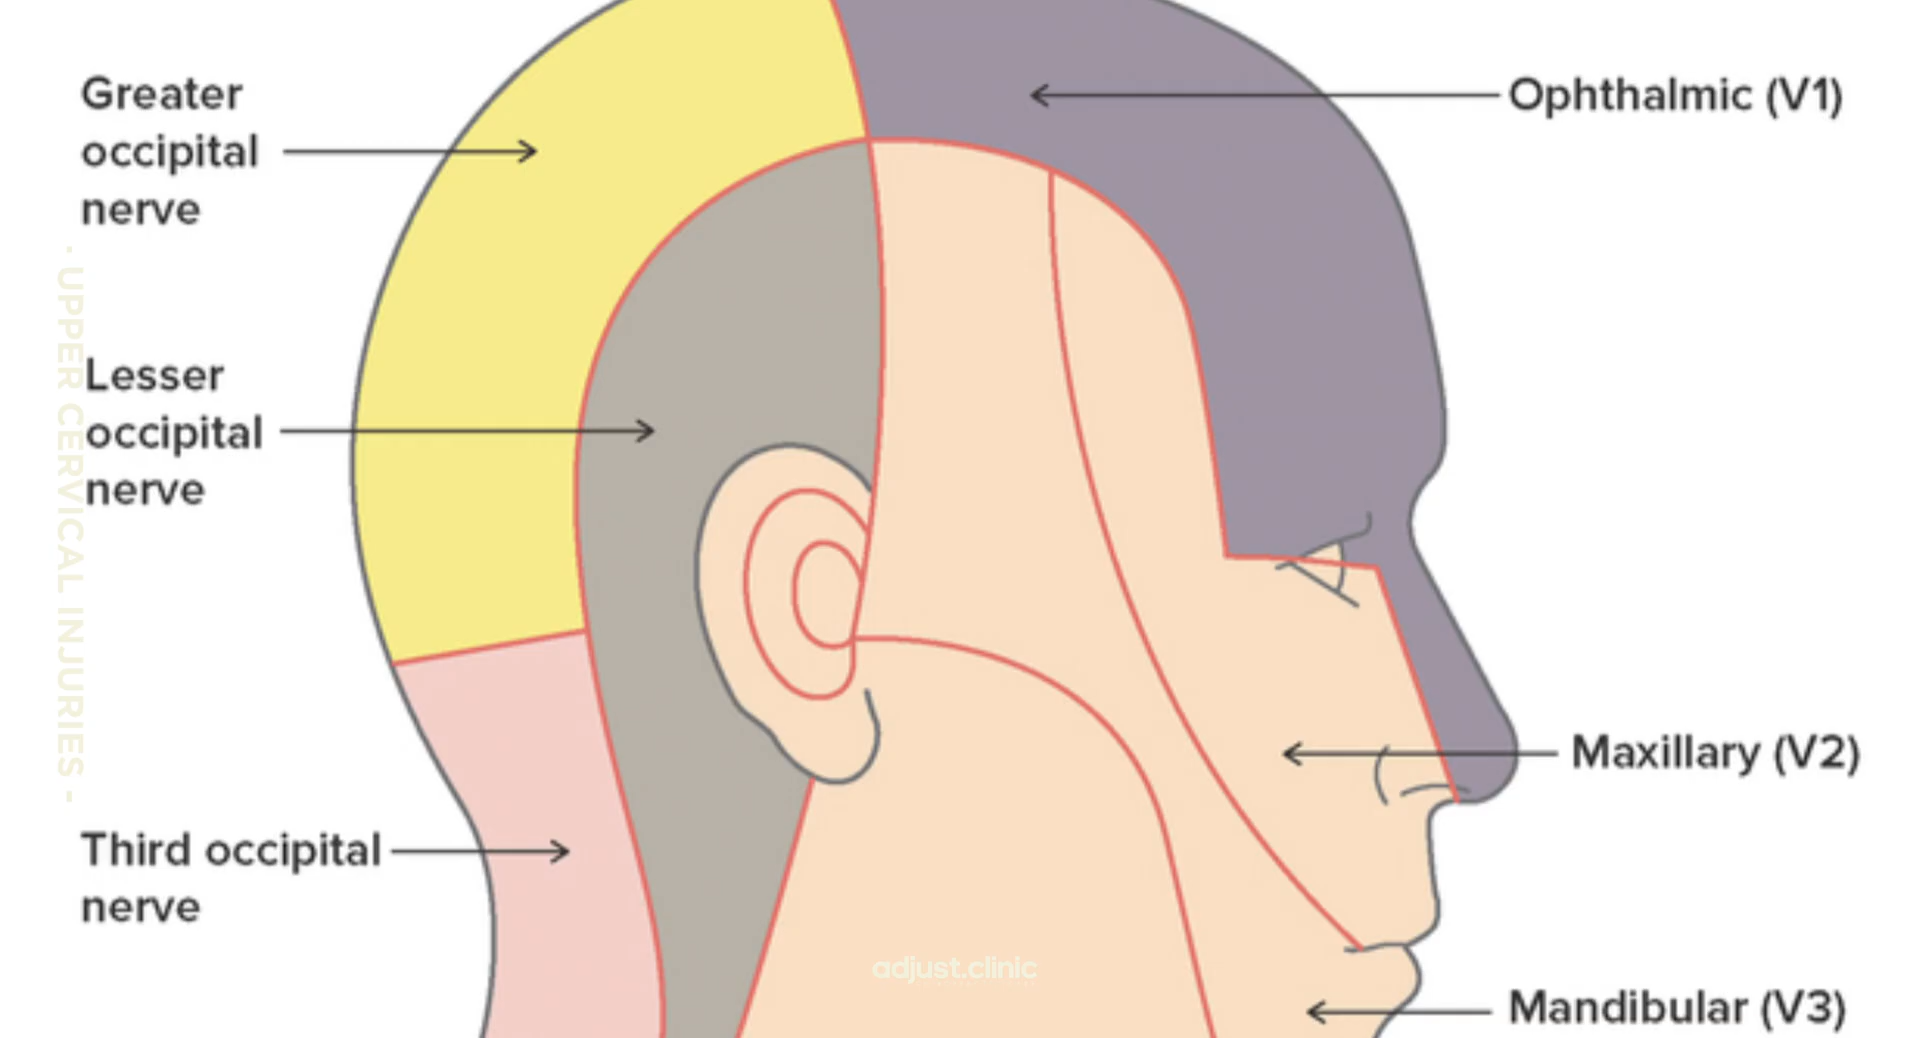 Greater
occipital
nerve
Ophthalmic (V1)
· UPPER CERVICAL INJURIES -
Lesser
occipital
nerve
Maxillary (V2)
Third occipital
nerve
adjust.clinic
Mandibular (V3)